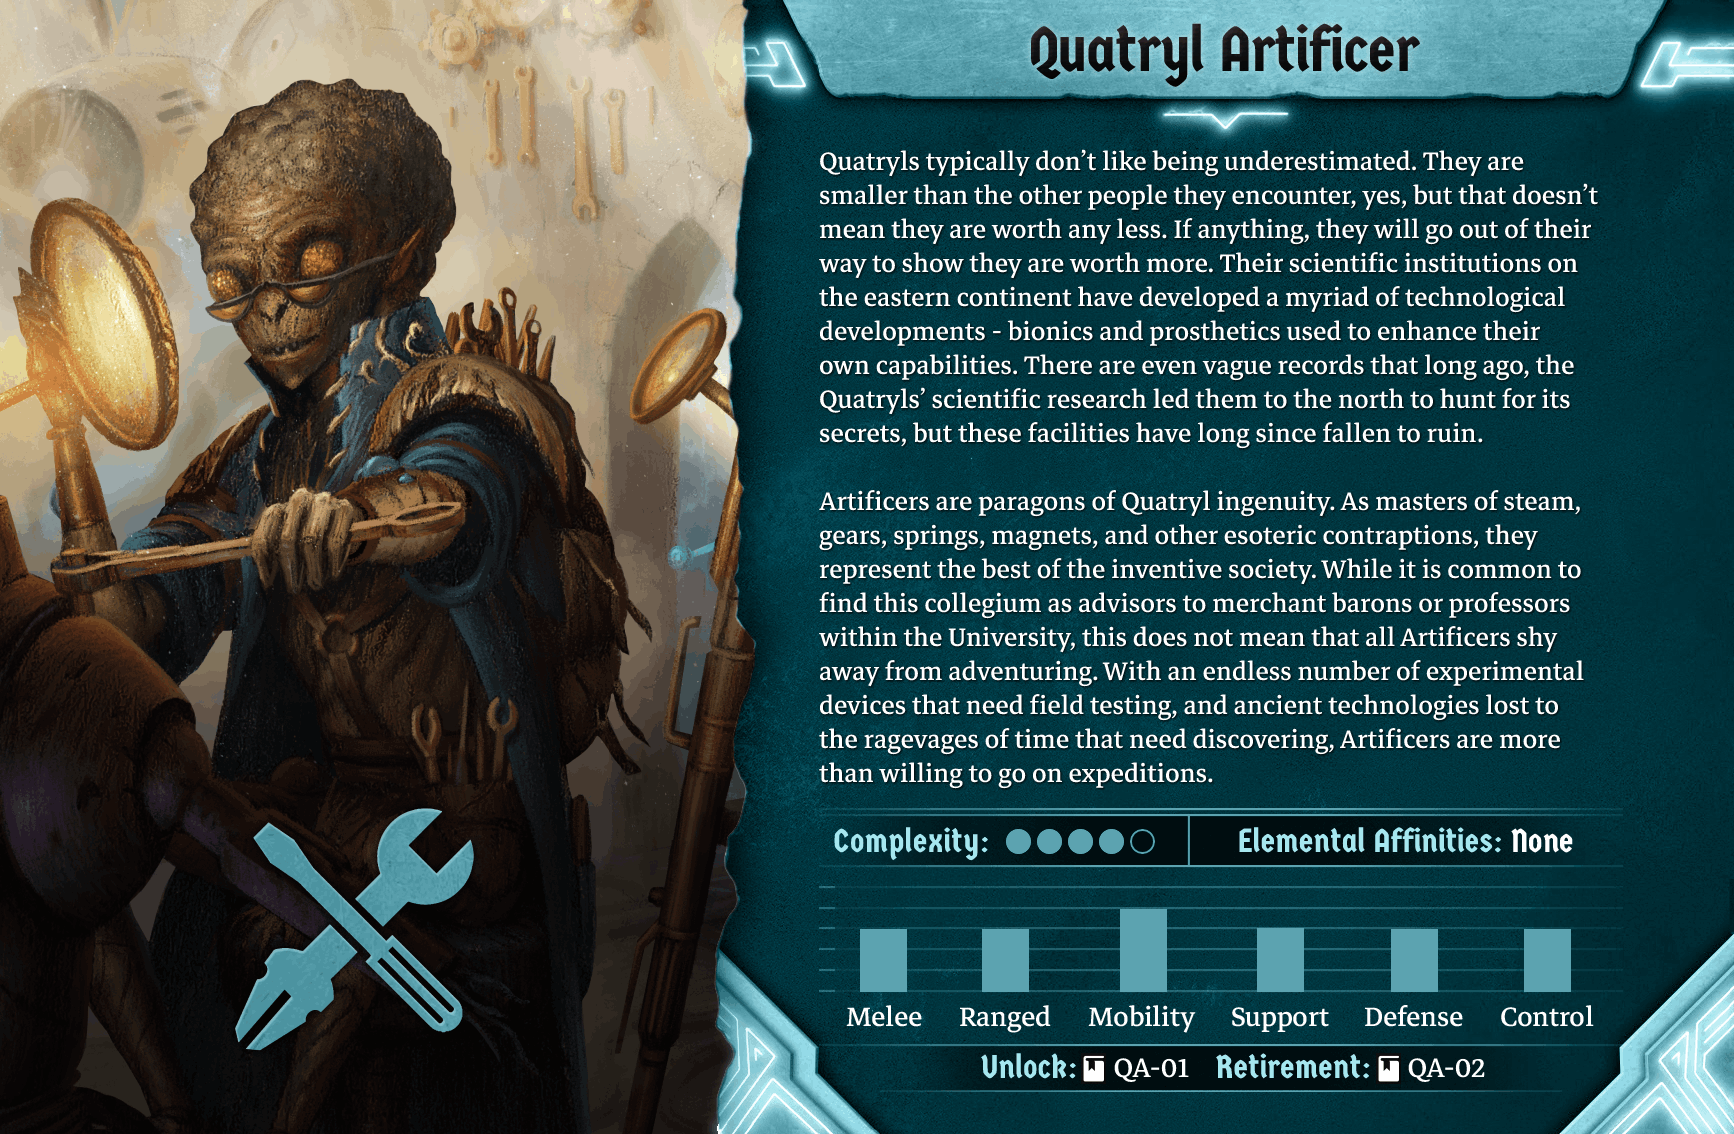 Quatryl Artificer
Quatryls typically don’t like being underestimated. They are
smaller than the other people they encounter, yes, but that doesn’t
mean they are worth any less. If anything, they will go out of their
way to show they are worth more. Their scientific institutions on
the eastern continent have developed a myriad of technological
developments - bionics and prosthetics used to enhance their
own capabilities. There are even vague records that long ago, the
Quatryls’ scientific research led them to the north to hunt for its
secrets, but these facilities have long since fallen to ruin.
Artificers are paragons of Quatryl ingenuity. As masters of steam,
gears, springs, magnets, and other esoteric contraptions, they
represent the best of the inventive society. While it is common to
find this collegium as advisors to merchant barons or professors
within the University, this does not mean that all Artificers shy
away from adventuring. With an endless number of experimental
devices that need field testing, and ancient technologies lost to
the ragevages of time that need discovering, Artificers are more
than willing to go on expeditions.
Complexity: Elemental Affinities: None
Melee Ranged Mobility Support Defense Control
Unlock: QA-01 Retirement: QA-02